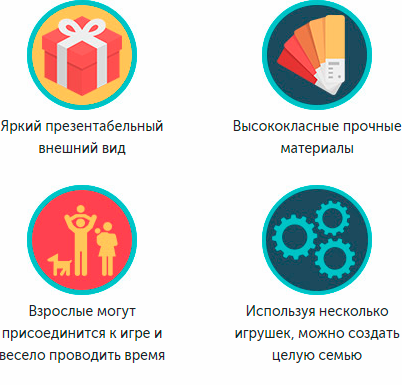 Яркий презентабельный
внешний вид
Высококлассные прочные
материалы
Взрослые могут
присоединится к игре и
весело проводить время
Используя несколько
игрушек, можно создать
целую семью